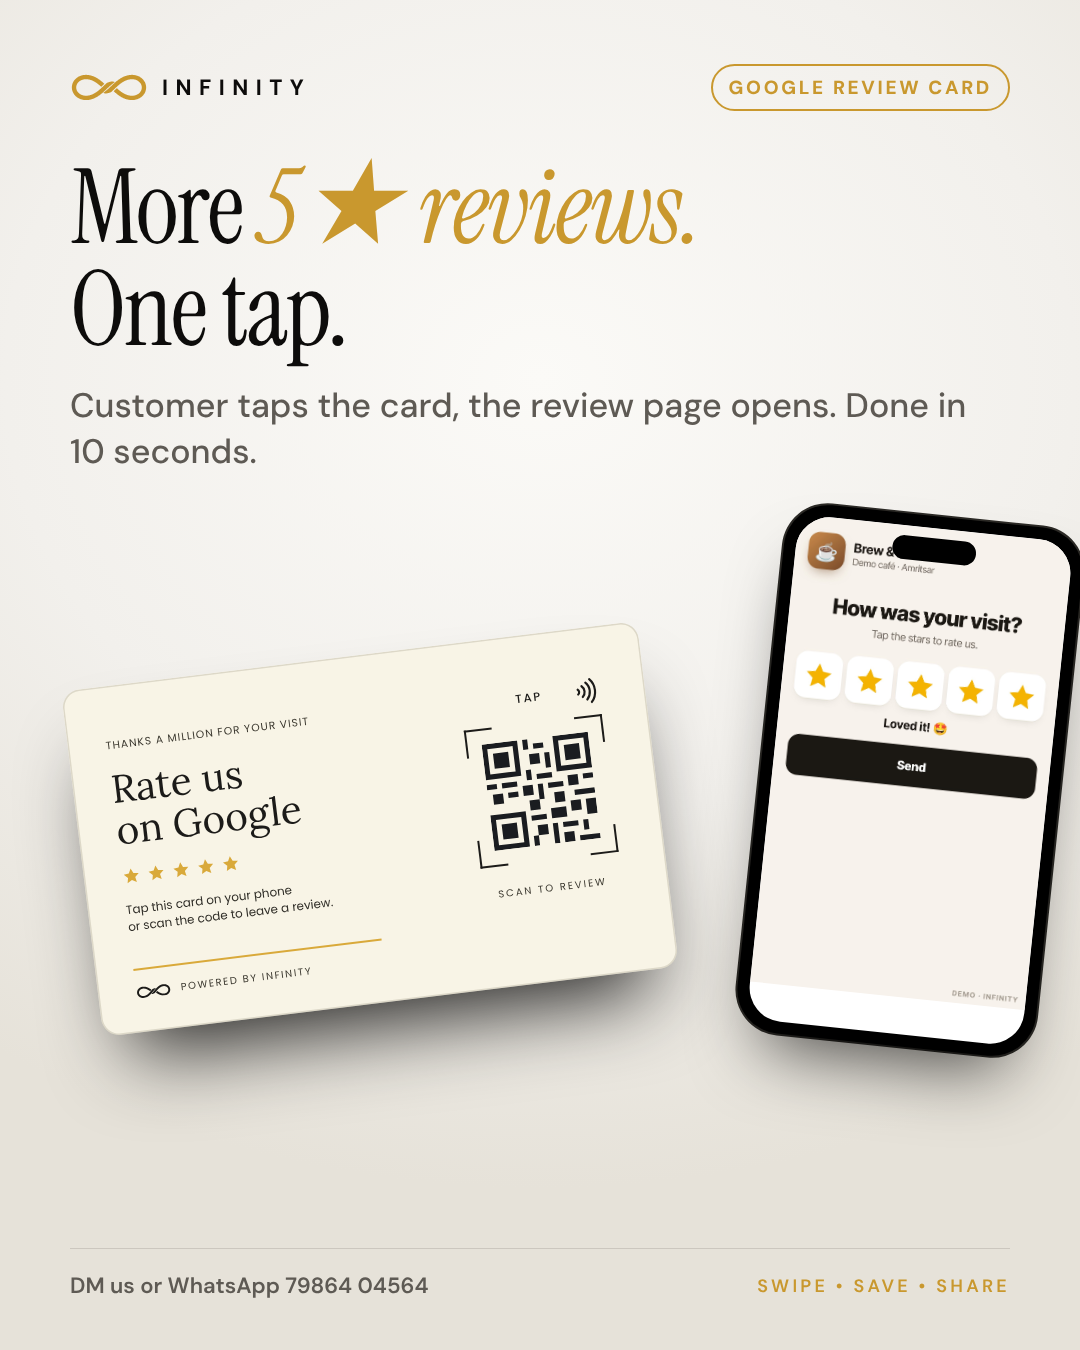 INFINITY
GOOGLE REVIEW CARD
More 5 ★ reviews.
One tap.
Customer taps the card, the review page opens. Done in
10 seconds.
THANKS A MILLION FOR YOUR VISIT
Rate us
on Google
Tap this card on your phone
or scan the code to leave a review.
POWERED BY INFINITY
TAP
SCAN TO REVIEW
Brew &
Demo café · Amritsar
How was your visit?
Tap the stars to rate us.
Loved it! 🤩
Send
DEMO · INFINITY
DM us or WhatsApp 79864 04564
SWIPE • SAVE • SHARE